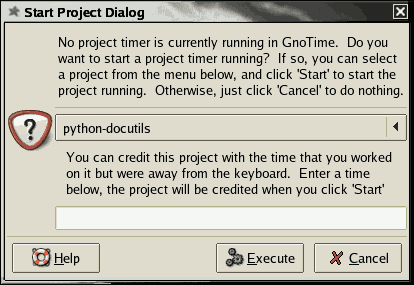 Start Project Dialog
No project timer is currently running in GnoTime.  Do you
want to start a project timer running?  If so, you can select
a project from the menu below, and click 'Start' to start the
project running.  Otherwise, just click 'Cancel' to do nothing.
python-docutils
You can credit this project with the time that you worked
on it but were away from the keyboard.  Enter a time
below, the project will be credited when you click 'Start'
Help
Execute
Cancel